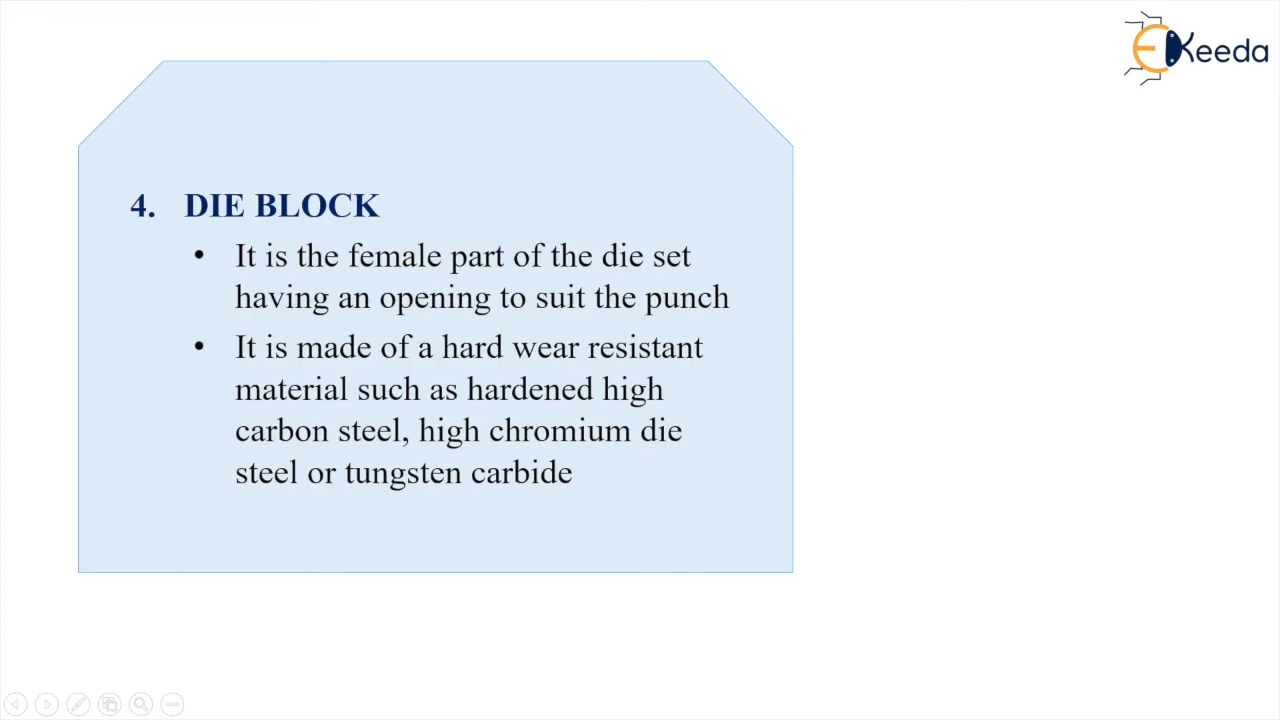 EKeeda
4. DIE BLOCK
• It is the female part of the die set
having an opening to suit the punch
• It is made of a hard wear resistant
material such as hardened high
carbon steel, high chromium die
steel or tungsten carbide